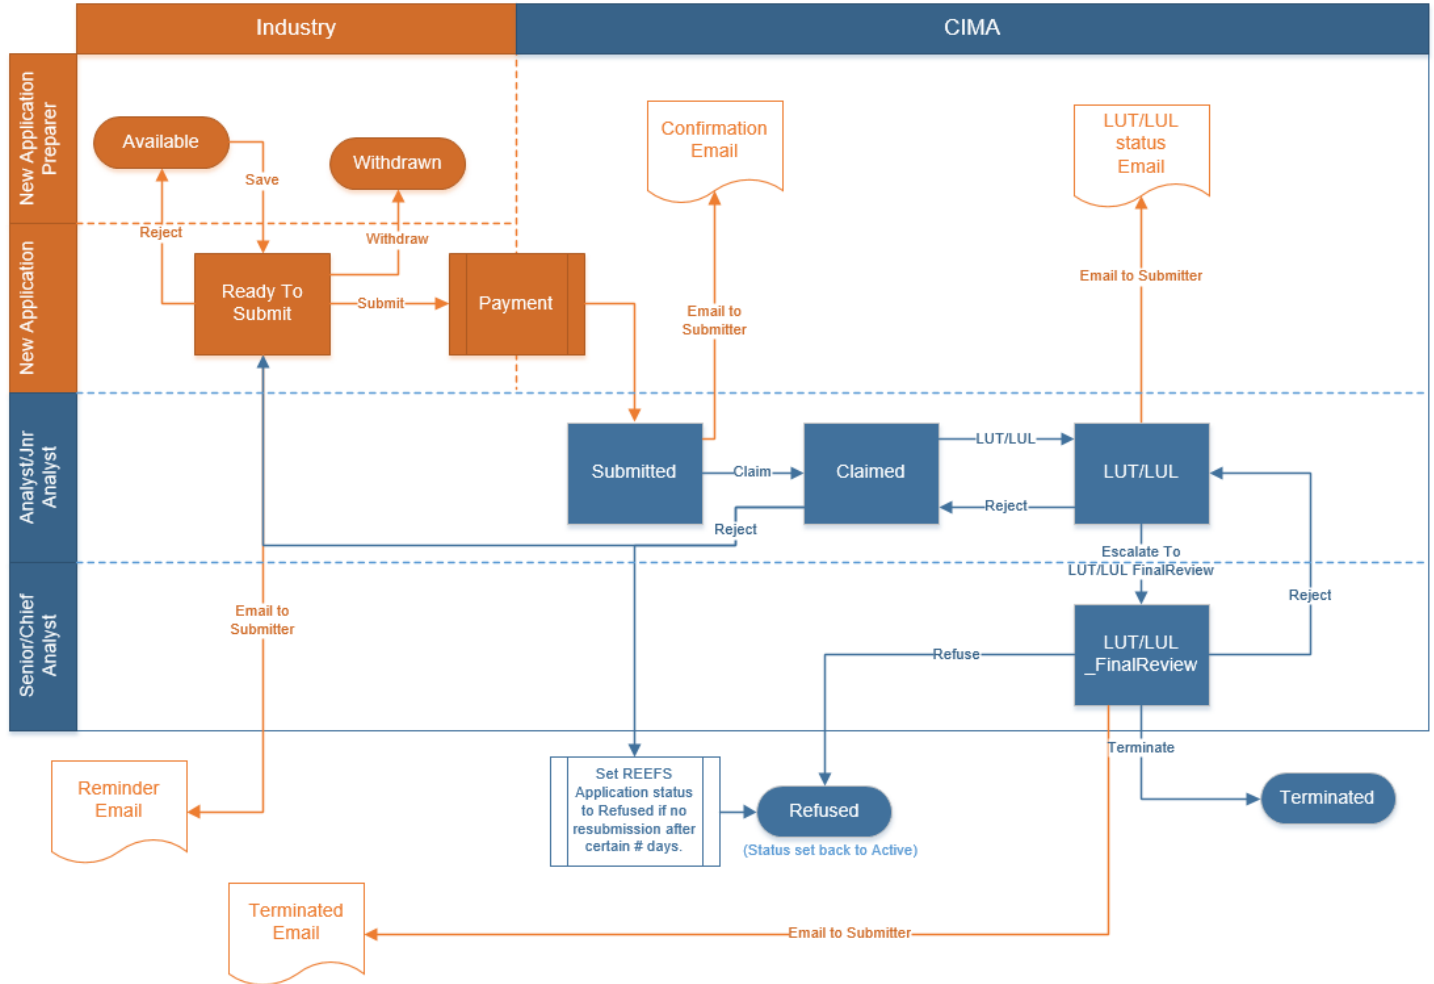 Industry
CIMA
New Application
Preparer
Available
Save
Withdrawn
Confirmation
Email
LUT/LUL
status
Email
Reject
Withdraw
New Application
Ready To
Submit
Submit
Payment
Email to
Submitter
Email to Submitter
Analyst/Jnr
Analyst
Submitted
Claim
Claimed
LUT/LUL
Reject
LUT/LUL
Reject
Escalate To
LUT/LUL FinalReview
Senior/Chief
Analyst
Email to
Submitter
Refuse
LUT/LUL
_FinalReview
Reject
Terminate
Reminder
Email
Set REEFS
Application status
to Refused if no
resubmission after
certain # days.
Refused
(Status set back to Active)
Terminated
Terminated
Email
Email to Submitter